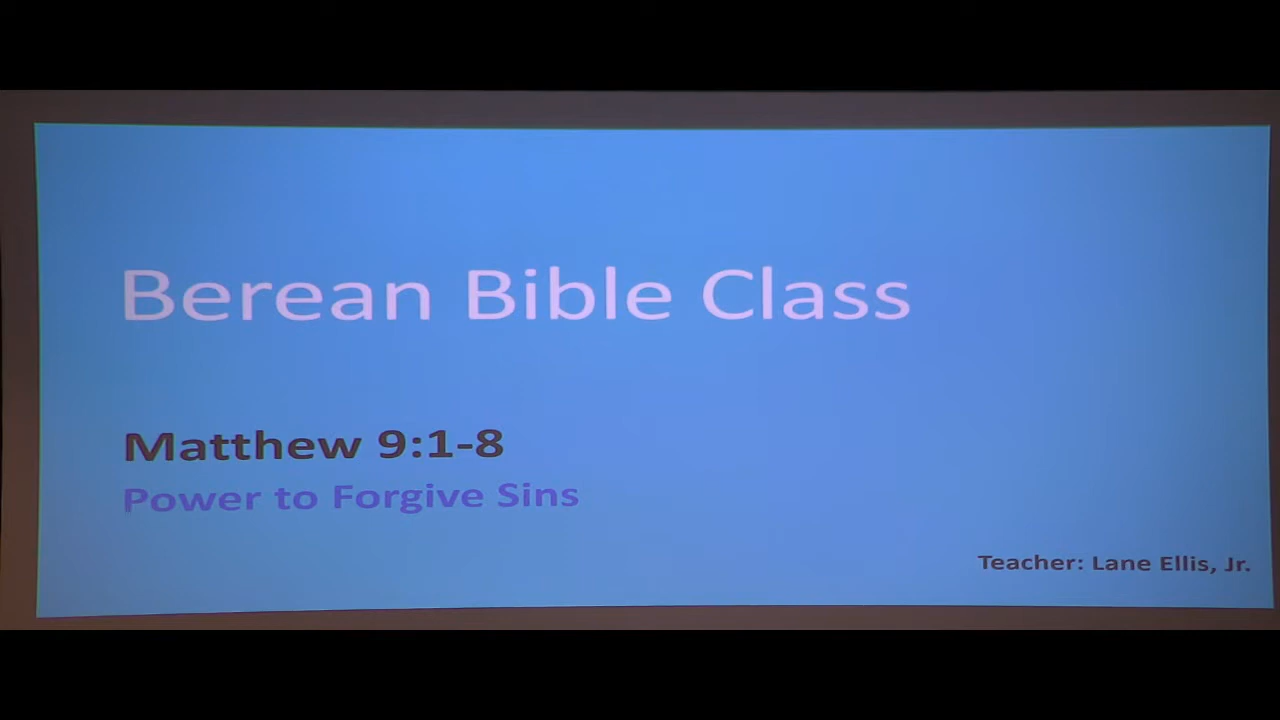 Berean Bible Class
Matthew 9:1-8
Power to Forgive Sins
Teacher: Lane Ellis, Jr.